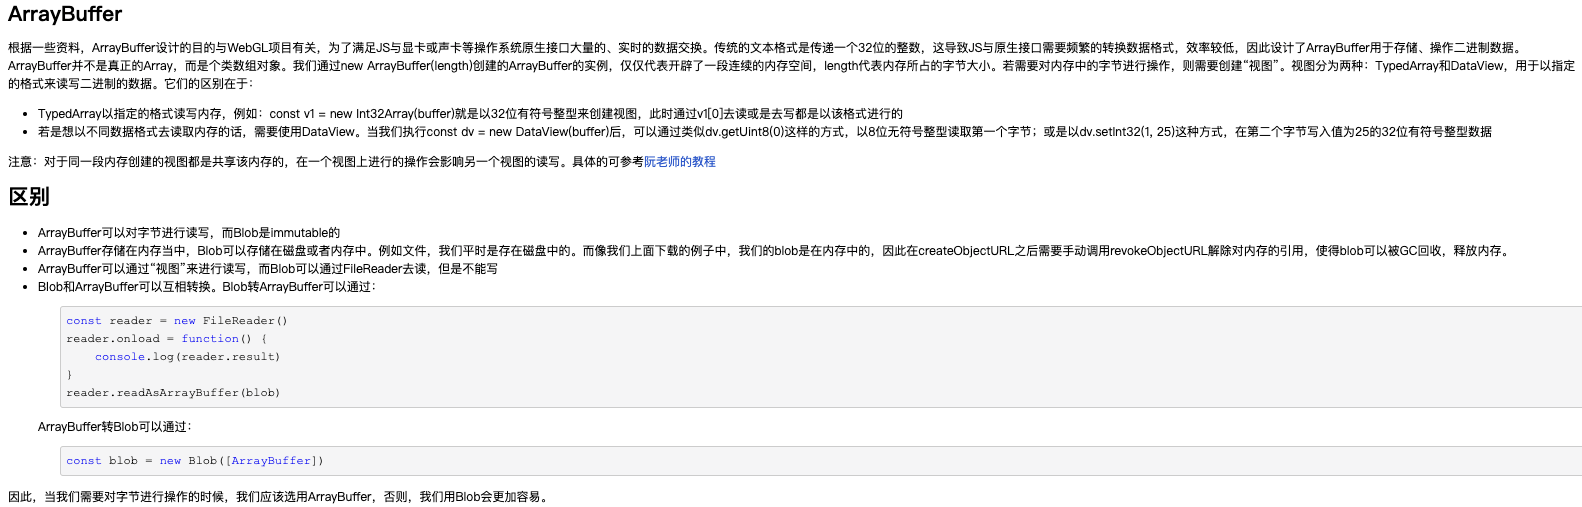 ArrayBuffer
根据一些资料，ArrayBuffer设计的目的与WebGL项目有关，为了满足JS与显卡或声卡等操作系统原生接口大量的、实时的数据交换。传统的文本格式是传递一个32位的整数，这导致JS与原生接口需要频繁的转换数据格式，效率较低，因此设计了ArrayBuffer用于存储、操作二进制数据。
ArrayBuffer并不是真正的Array，而是个类数组对象。我们通过new ArrayBuffer(length)创建的ArrayBuffer的实例，仅仅代表开辟了一段连续的内存空间，length代表内存所占的字节大小。若需要对内存中的字节进行操作，则需要创建“视图”。视图分为两种：TypedArray和DataView，用于以指定
的格式来读写二进制的数据。它们的区别在于：
• TypedArray以指定的格式读写内存，例如：const v1 = new Int32Array(buffer)就是以32位有符号整型来创建视图，此时通过v1[0]去读或是去写都是以该格式进行的
• 若是想以不同数据格式去读取内存的话，需要使用DataView。当我们执行const dv = new DataView(buffer)后，可以通过类似dv.getUint8(0)这样的方式，以8位无符号整型读取第一个字节；或是以dv.setInt32(1, 25)这种方式，在第二个字节写入值为25的32位有符号整型数据
注意：对于同一段内存创建的视图都是共享该内存的，在一个视图上进行的操作会影响另一个视图的读写。具体的可参考阮老师的教程
区别
• ArrayBuffer可以对字节进行读写，而Blob是immutable的
• ArrayBuffer存储在内存当中，Blob可以存储在磁盘或者内存中。例如文件，我们平时是存在磁盘中的。而像我们上面下载的例子中，我们的blob是在内存中的，因此在createObjectURL之后需要手动调用revokeObjectURL解除对内存的引用，使得blob可以被GC回收，释放内存。
• ArrayBuffer可以通过“视图”来进行读写，而Blob可以通过FileReader去读，但是不能写
• Blob和ArrayBuffer可以互相转换。Blob转ArrayBuffer可以通过：
const reader = new FileReader()
reader.onload = function() {
    console.log(reader.result)
}
reader.readAsArrayBuffer(blob)
ArrayBuffer转Blob可以通过：
const blob = new Blob([ArrayBuffer])
因此，当我们需要对字节进行操作的时候，我们应该选用ArrayBuffer，否则，我们用Blob会更加容易。